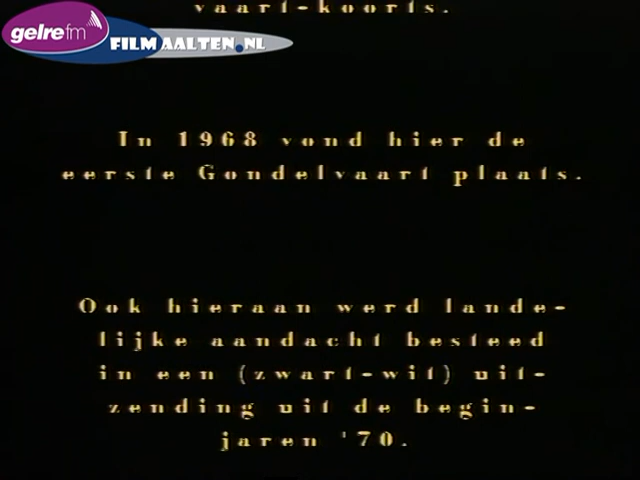 vaart-koorts.
gelre fm
FILMAALTEN.NL
In 1968 vond hier de
eerste Gondelvaart plaats.
Ook hieraan werd lande-
lijke aandacht besteed
in een (zwart-wit) uit-
zending uit de begin-
jaren '70.